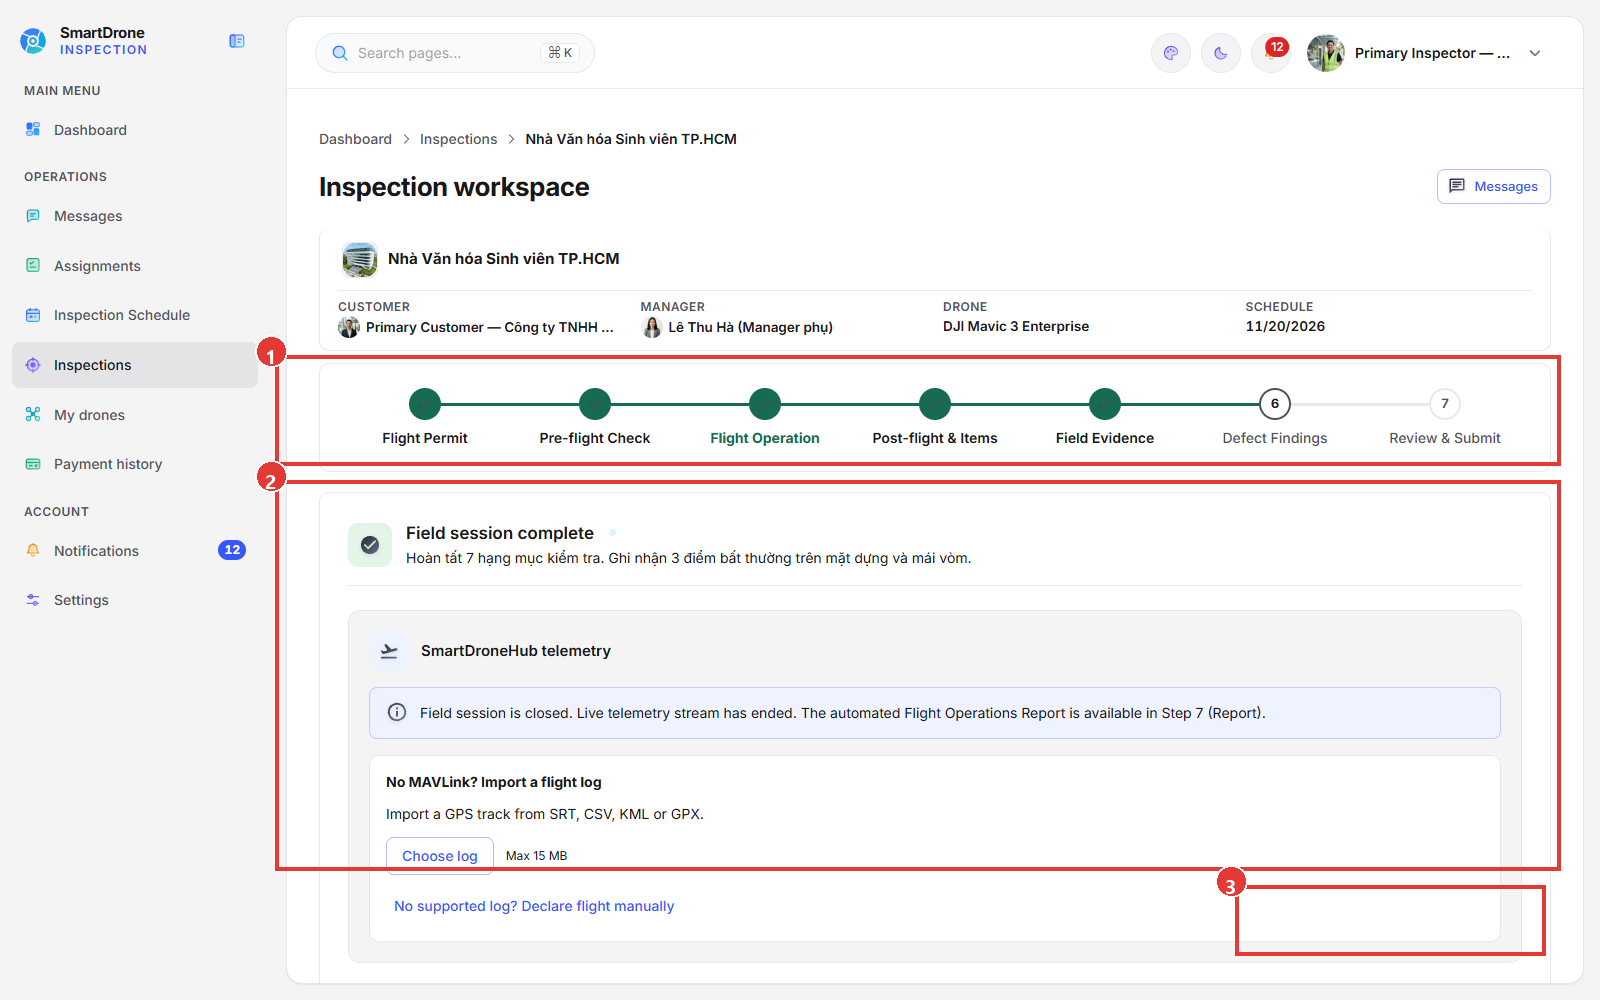 SmartDrone
INSPECTION
MAIN MENU
Dashboard
OPERATIONS
Messages
Assignments
Inspection Schedule
Inspections
My drones
Payment history
ACCOUNT
Notifications 12
Settings
Search pages... ⌘ K
12
Primary Inspector — ...
Dashboard > Inspections > Nhà Văn hóa Sinh viên TP.HCM
Inspection workspace
Messages
Nhà Văn hóa Sinh viên TP.HCM
CUSTOMER MANAGER DRONE SCHEDULE
Primary Customer — Công ty TNHH ... Lê Thu Hà (Manager phụ) DJI Mavic 3 Enterprise 11/20/2026
1
6 7
Flight Permit Pre-flight Check Flight Operation Post-flight & Items Field Evidence Defect Findings Review & Submit
2
Field session complete
Hoàn tất 7 hạng mục kiểm tra. Ghi nhận 3 điểm bất thường trên mặt dựng và mái vòm.
SmartDroneHub telemetry
Field session is closed. Live telemetry stream has ended. The automated Flight Operations Report is available in Step 7 (Report).
No MAVLink? Import a flight log
Import a GPS track from SRT, CSV, KML or GPX.
Choose log Max 15 MB
3
No supported log? Declare flight manually